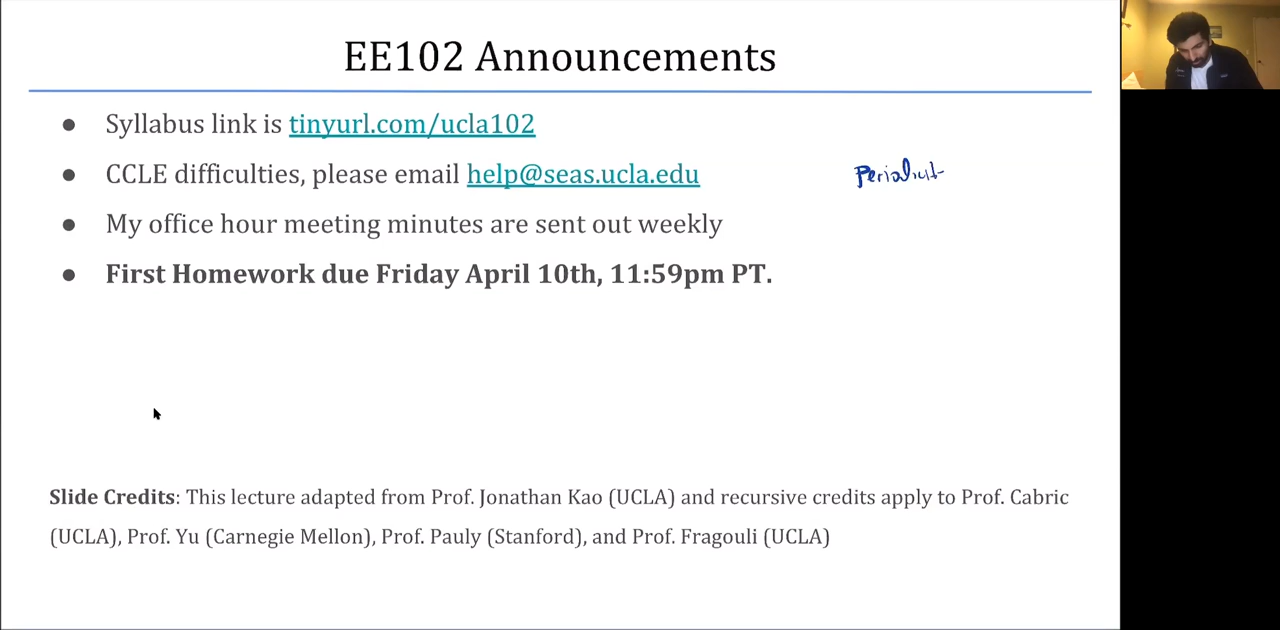 EE102 Announcements
● Syllabus link is tinyurl.com/ucla102
● CCLE difficulties, please email help@seas.ucla.edu
● My office hour meeting minutes are sent out weekly
● First Homework due Friday April 10th, 11:59pm PT.
Slide Credits: This lecture adapted from Prof. Jonathan Kao (UCLA) and recursive credits apply to Prof. Cabric
(UCLA), Prof. Yu (Carnegie Mellon), Prof. Pauly (Stanford), and Prof. Fragouli (UCLA)